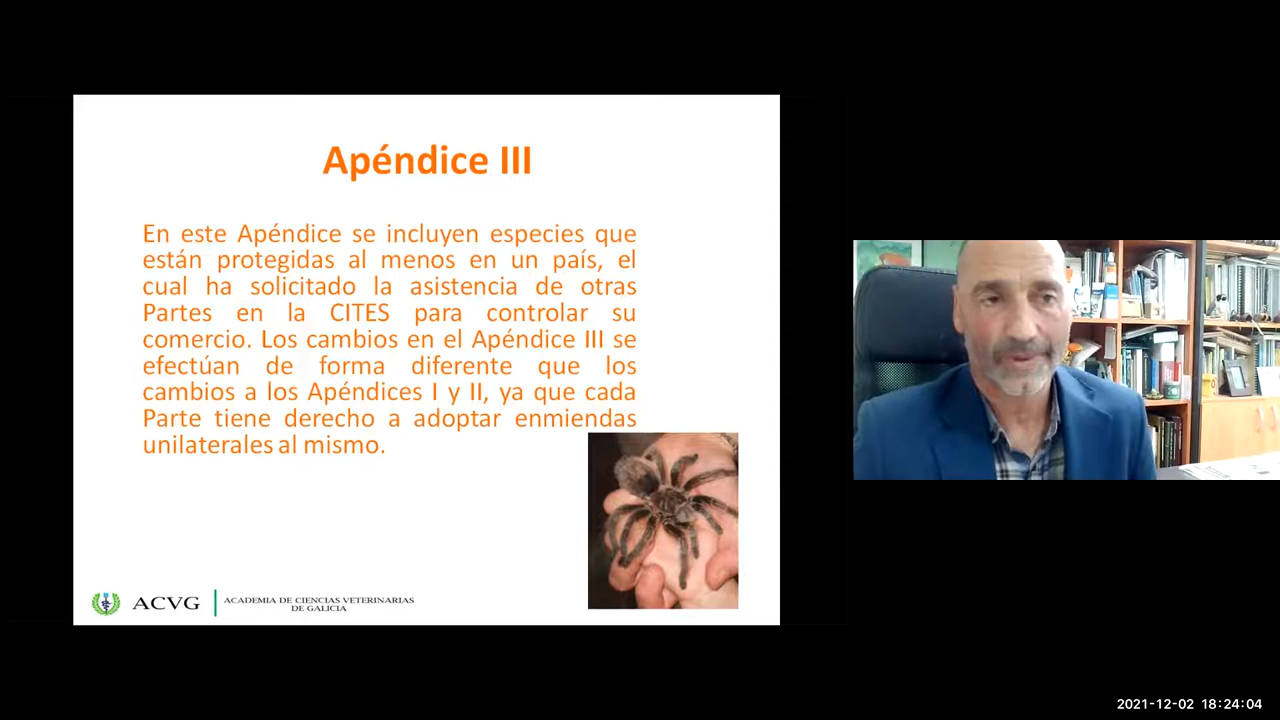 Apéndice III
En este Apéndice se incluyen especies que
están protegidas al menos en un país, el
cual ha solicitado la asistencia de otras
Partes en la CITES para controlar su
comercio. Los cambios en el Apéndice III se
efectúan de forma diferente que los
cambios a los Apéndices I y II, ya que cada
Parte tiene derecho a adoptar enmiendas
unilaterales al mismo.
ACVG
ACADEMIA DE CIENCIAS VETERINARIAS
DE GALICIA
2021-12-02 18:24:04